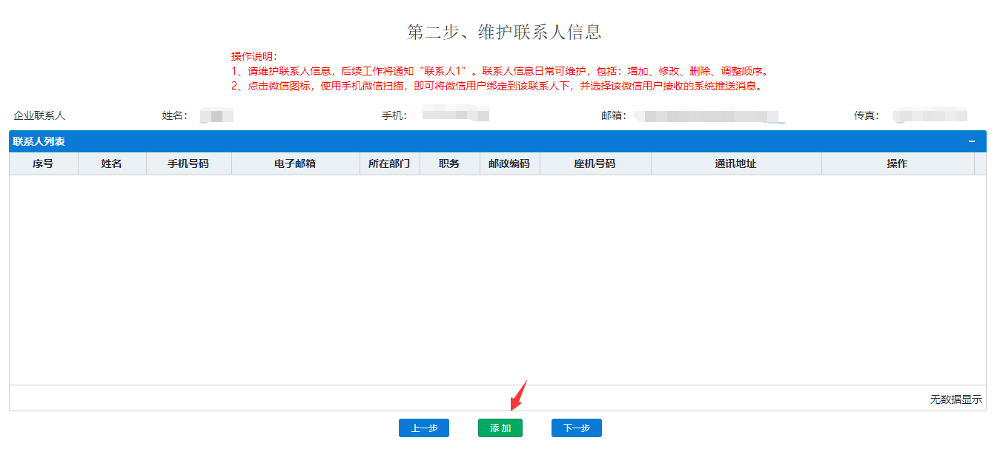 第二步、维护联系人信息
操作说明：
1、请维护联系人信息，后续工作将通知“联系人1”。联系人信息日常可维护，包括：增加、修改、删除、调整顺序。
2、点击微信图标，使用手机微信扫描，即可将微信用户绑定到该联系人下，并选择该微信用户接收的系统推送消息。
企业联系人 姓名： 手机： 邮箱： 传真：
联系人列表
序号 姓名 手机号码 电子邮箱 所在部门 职务 邮政编码 座机号码 通讯地址 操作
无数据显示
上一步 添加 下一步